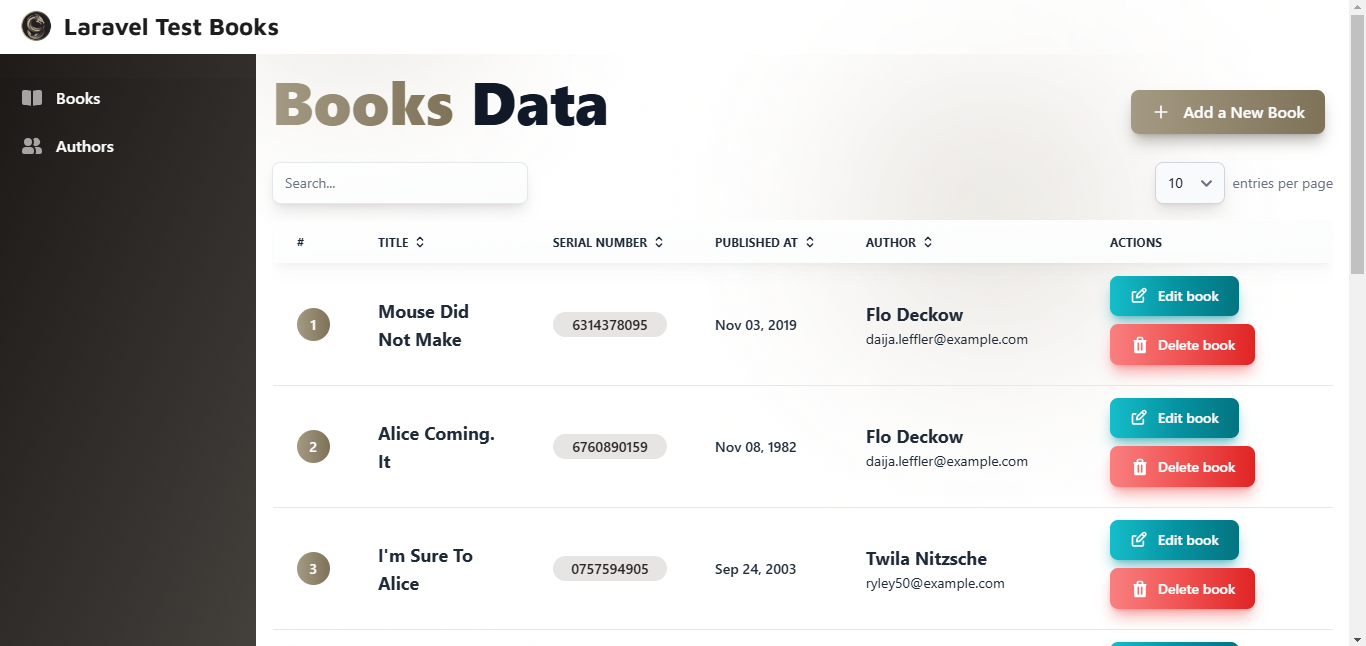 Laravel Test Books
Books
Authors
Books Data
+ Add a New Book
Search...
10 entries per page
# TITLE SERIAL NUMBER PUBLISHED AT AUTHOR ACTIONS
1 Mouse Did Not Make 6314378095 Nov 03, 2019 Flo Deckow daija.leffler@example.com Edit book Delete book
2 Alice Coming. It 6760890159 Nov 08, 1982 Flo Deckow daija.leffler@example.com Edit book Delete book
3 I'm Sure To Alice 0757594905 Sep 24, 2003 Twila Nitzsche ryley50@example.com Edit book Delete book